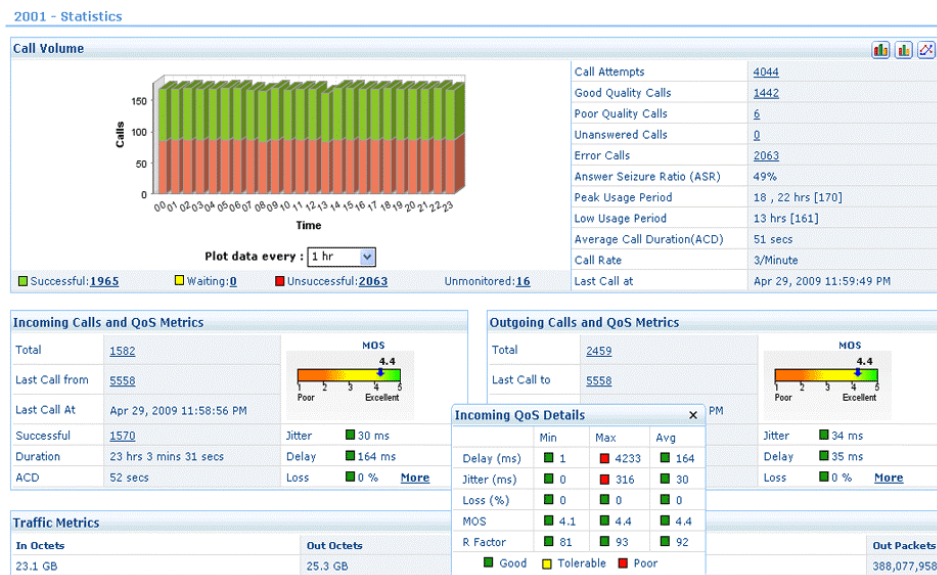 2001 - Statistics
Call Volume
150
100
50
0
Calls
00 01 02 03 04 05 06 07 08 09 10 11 12 13 14 15 16 17 18 19 20 21 22 23
Time
Plot data every : 1 hr
Successful:1965 Waiting:0 Unsuccessful:2063 Unmonitored:16
Call Attempts 4044
Good Quality Calls 1442
Poor Quality Calls 6
Unanswered Calls 0
Error Calls 2063
Answer Seizure Ratio (ASR) 49%
Peak Usage Period 18 , 22 hrs [170]
Low Usage Period 13 hrs [161]
Average Call Duration(ACD) 51 secs
Call Rate 3/Minute
Last Call at Apr 29, 2009 11:59:49 PM
Incoming Calls and QoS Metrics
Total 1582
Last Call from 5558
Last Call At Apr 29, 2009 11:58:56 PM
Successful 1570
Duration 23 hrs 3 mins 31 secs
ACD 52 secs
MOS
4.4
1 2 3 4 5
Poor Excellent
Jitter 30 ms
Delay 164 ms
Loss 0 % More
Outgoing Calls and QoS Metrics
Total 2459
Last Call to 5558
PM
MOS
4.4
1 2 3 4 5
Poor Excellent
Jitter 34 ms
Delay 35 ms
Loss 0 % More
Incoming QoS Details x
Min Max Avg
Delay (ms) 1 4233 164
Jitter (ms) 0 316 30
Loss (%) 0 0 0
MOS 4.1 4.4 4.4
R Factor 81 93 92
Good Tolerable Poor
Traffic Metrics
In Octets Out Octets Out Packets
23.1 GB 25.3 GB 388,077,958